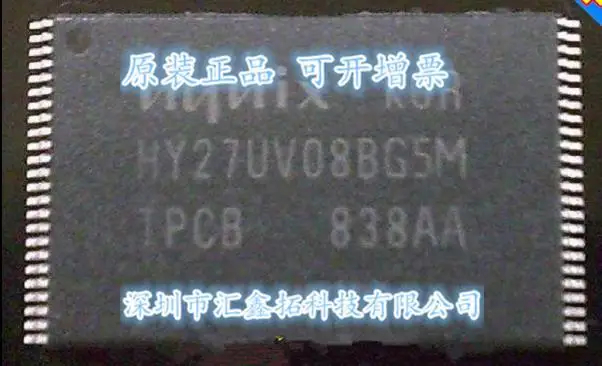 原装正品 可开增票
hynix KOR
HY27UV08BG5M
TPCB 838AA
深圳市汇鑫拓科技有限公司